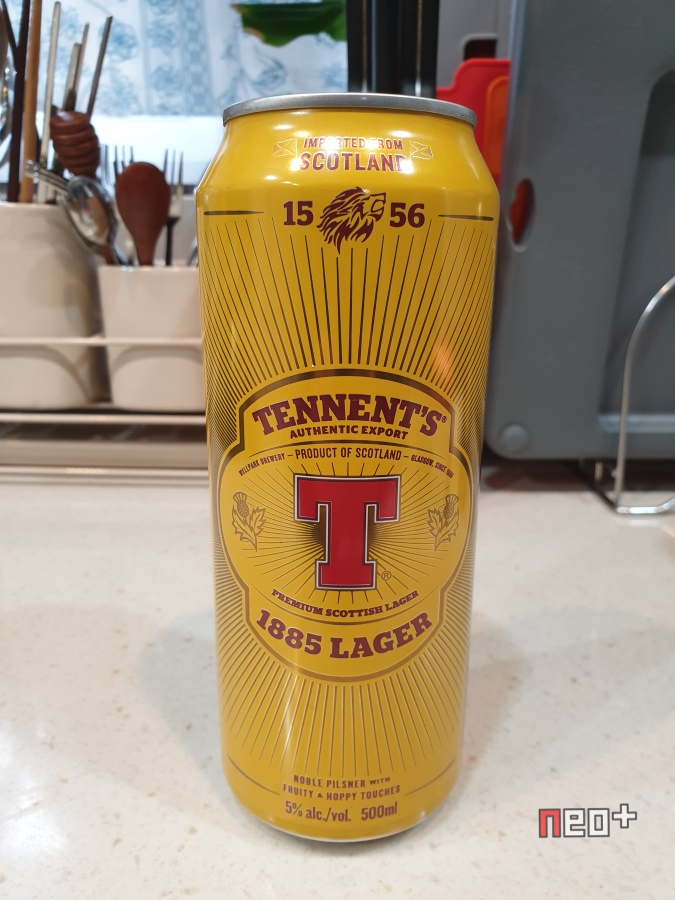 IMPORTED FROM
SCOTLAND
15 56
TENNENT'S®
AUTHENTIC EXPORT
WELLPARK BREWERY – PRODUCT OF SCOTLAND – GLASGOW, SINCE
T®
PREMIUM SCOTTISH LAGER
1885 LAGER
NOBLE PILSNER WITH
FRUITY & HOPPY TOUCHES
5% alc./vol. 500ml
neo+